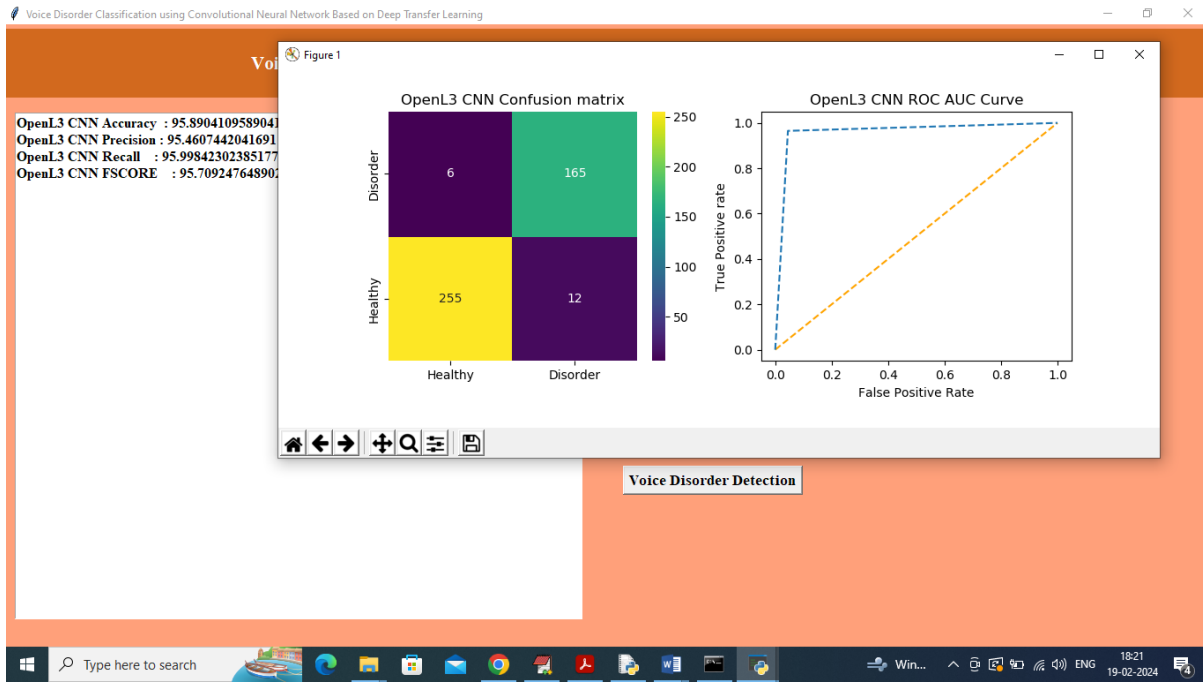 Voice Disorder Classification using Convolutional Neural Network Based on Deep Transfer Learning
Figure 1
OpenL3 CNN Accuracy : 95.8904109589041
OpenL3 CNN Precision : 95.4607442041691
OpenL3 CNN Recall : 95.99842302385177
OpenL3 CNN FSCORE : 95.709247648902
OpenL3 CNN Confusion matrix
Disorder
Healthy
6
165
255
12
Healthy
Disorder
250
200
150
100
50
OpenL3 CNN ROC AUC Curve
True Positive rate
1.0
0.8
0.6
0.4
0.2
0.0
0.0
0.2
0.4
0.6
0.8
1.0
False Positive Rate
Voice Disorder Detection
Type here to search
Win...
ENG
18:21
19-02-2024
4